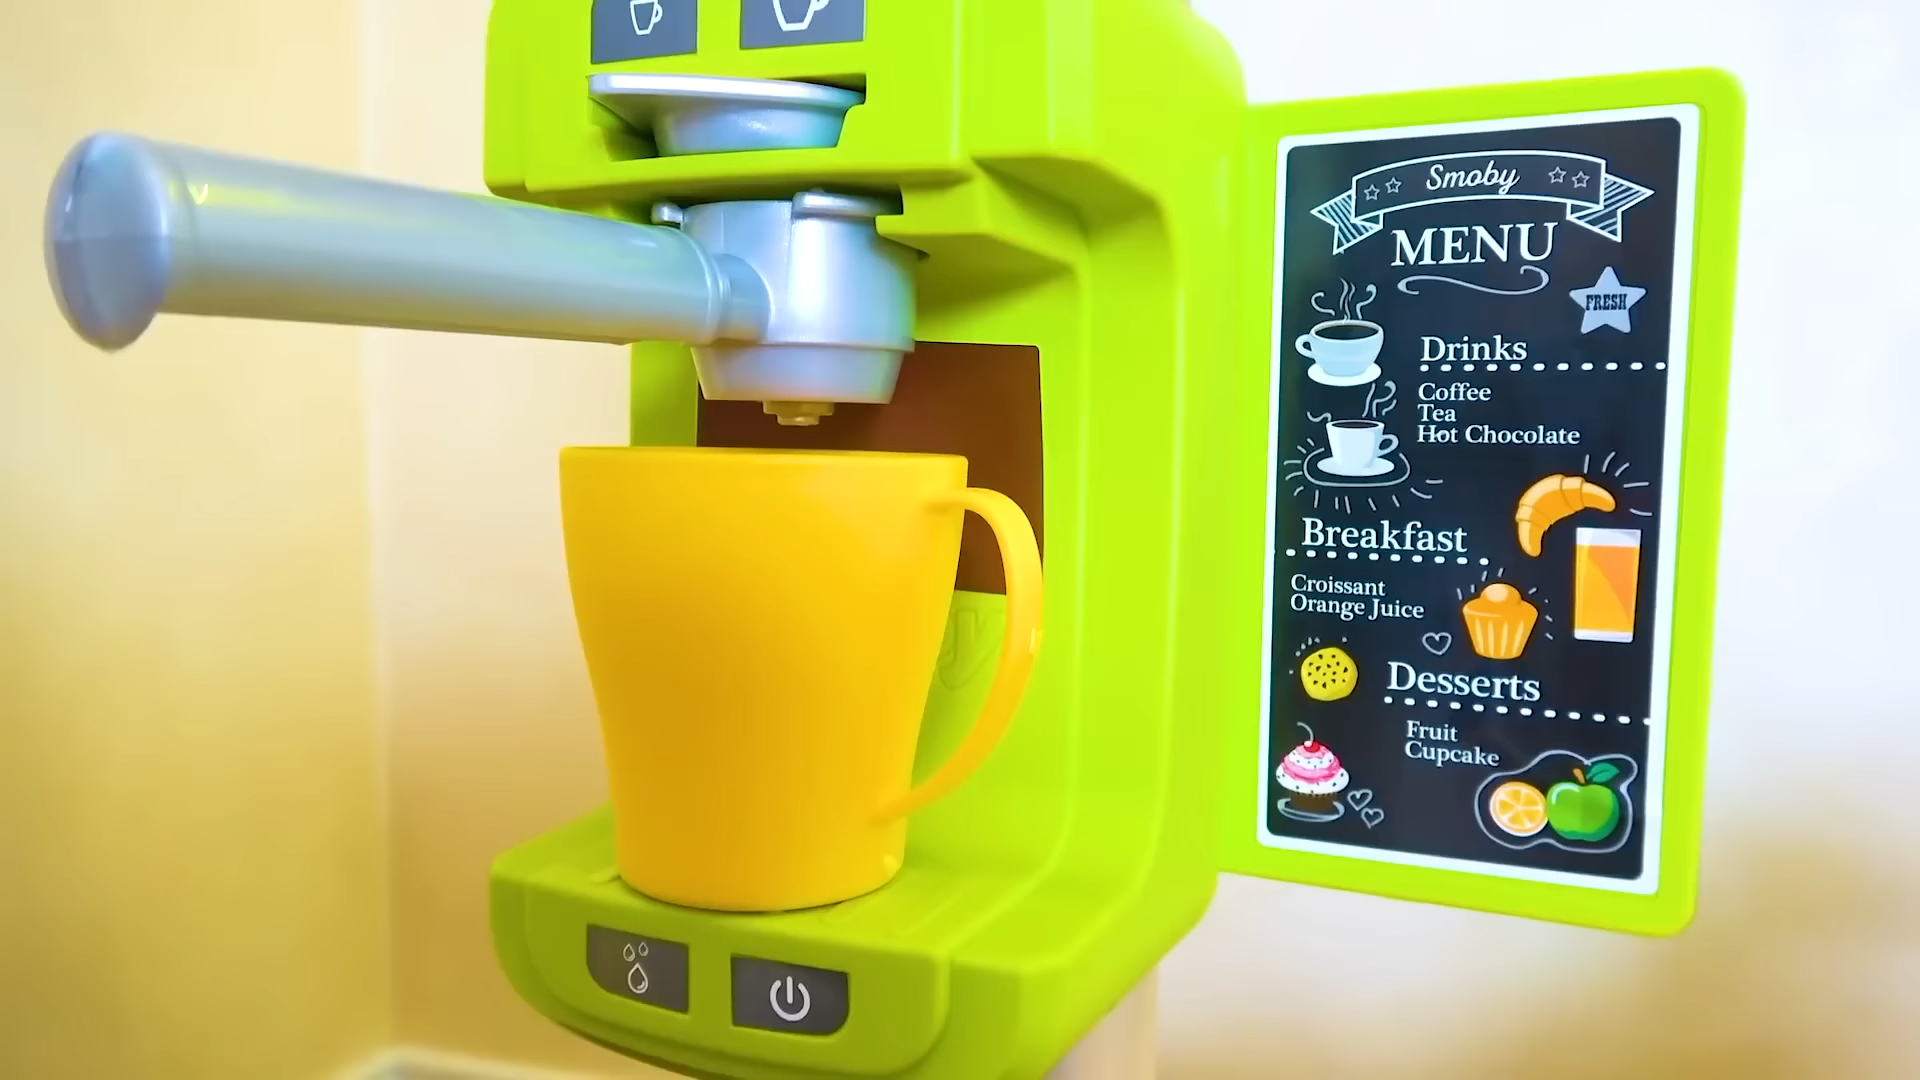 Smoby
MENU
FRESH
Drinks
Coffee
Tea
Hot Chocolate
Breakfast
Croissant
Orange Juice
Desserts
Fruit
Cupcake